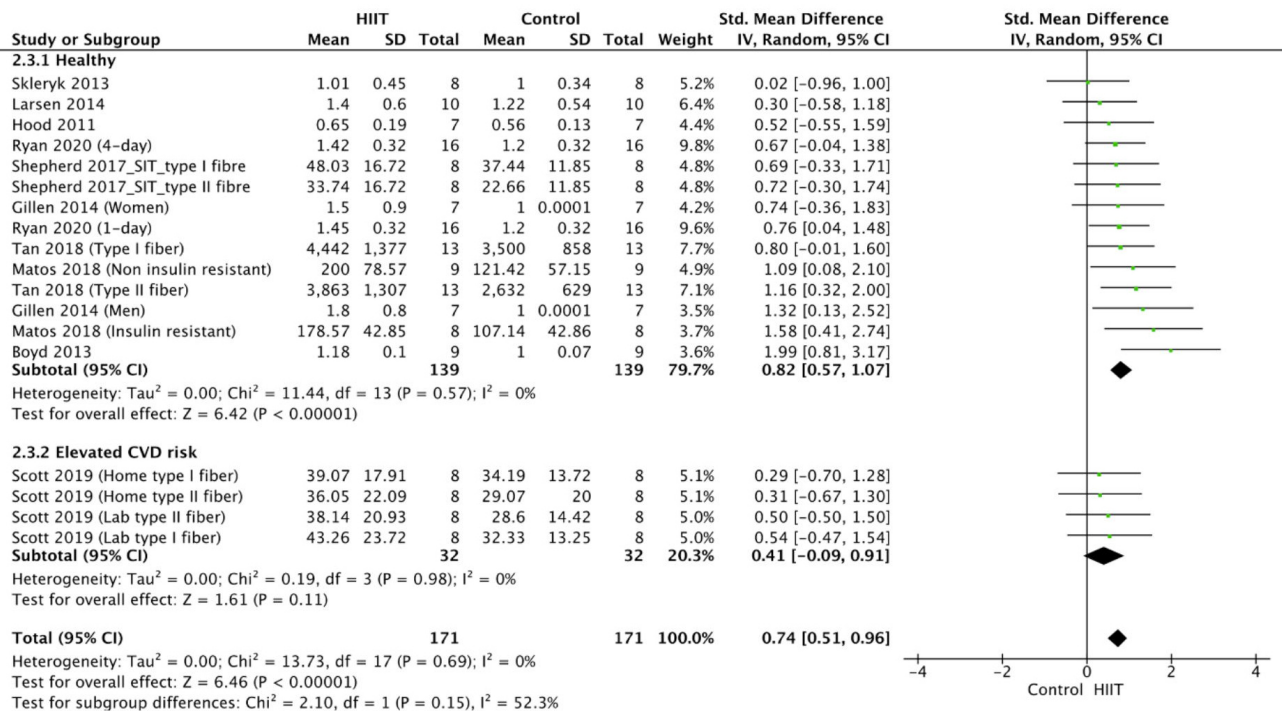 HIIT Control Std. Mean Difference Std. Mean Difference
Study or Subgroup Mean SD Total Mean SD Total Weight IV, Random, 95% CI IV, Random, 95% CI
2.3.1 Healthy
Skleryk 2013 1.01 0.45 8 1 0.34 8 5.2% 0.02 [-0.96, 1.00]
Larsen 2014 1.4 0.6 10 1.22 0.54 10 6.4% 0.30 [-0.58, 1.18]
Hood 2011 0.65 0.19 7 0.56 0.13 7 4.4% 0.52 [-0.55, 1.59]
Ryan 2020 (4-day) 1.42 0.32 16 1.2 0.32 16 9.8% 0.67 [-0.04, 1.38]
Shepherd 2017_SIT_type I fibre 48.03 16.72 8 37.44 11.85 8 4.8% 0.69 [-0.33, 1.71]
Shepherd 2017_SIT_type II fibre 33.74 16.72 8 22.66 11.85 8 4.8% 0.72 [-0.30, 1.74]
Gillen 2014 (Women) 1.5 0.9 7 1 0.0001 7 4.2% 0.74 [-0.36, 1.83]
Ryan 2020 (1-day) 1.45 0.32 16 1.2 0.32 16 9.6% 0.76 [0.04, 1.48]
Tan 2018 (Type I fiber) 4,442 1,377 13 3,500 858 13 7.7% 0.80 [-0.01, 1.60]
Matos 2018 (Non insulin resistant) 200 78.57 9 121.42 57.15 9 4.9% 1.09 [0.08, 2.10]
Tan 2018 (Type II fiber) 3,863 1,307 13 2,632 629 13 7.1% 1.16 [0.32, 2.00]
Gillen 2014 (Men) 1.8 0.8 7 1 0.0001 7 3.5% 1.32 [0.13, 2.52]
Matos 2018 (Insulin resistant) 178.57 42.85 8 107.14 42.86 8 3.7% 1.58 [0.41, 2.74]
Boyd 2013 1.18 0.1 9 1 0.07 9 3.6% 1.99 [0.81, 3.17]
Subtotal (95% CI) 139 139 79.7% 0.82 [0.57, 1.07]
Heterogeneity: Tau² = 0.00; Chi² = 11.44, df = 13 (P = 0.57); I² = 0%
Test for overall effect: Z = 6.42 (P < 0.00001)
2.3.2 Elevated CVD risk
Scott 2019 (Home type I fiber) 39.07 17.91 8 34.19 13.72 8 5.1% 0.29 [-0.70, 1.28]
Scott 2019 (Home type II fiber) 36.05 22.09 8 29.07 20 8 5.1% 0.31 [-0.67, 1.30]
Scott 2019 (Lab type II fiber) 38.14 20.93 8 28.6 14.42 8 5.0% 0.50 [-0.50, 1.50]
Scott 2019 (Lab type I fiber) 43.26 23.72 8 32.33 13.25 8 5.0% 0.54 [-0.47, 1.54]
Subtotal (95% CI) 32 32 20.3% 0.41 [-0.09, 0.91]
Heterogeneity: Tau² = 0.00; Chi² = 0.19, df = 3 (P = 0.98); I² = 0%
Test for overall effect: Z = 1.61 (P = 0.11)
Total (95% CI) 171 171 100.0% 0.74 [0.51, 0.96]
Heterogeneity: Tau² = 0.00; Chi² = 13.73, df = 17 (P = 0.69); I² = 0%
Test for overall effect: Z = 6.46 (P < 0.00001)
Test for subgroup differences: Chi² = 2.10, df = 1 (P = 0.15), I² = 52.3%
-4 -2 0 2 4
Control HIIT